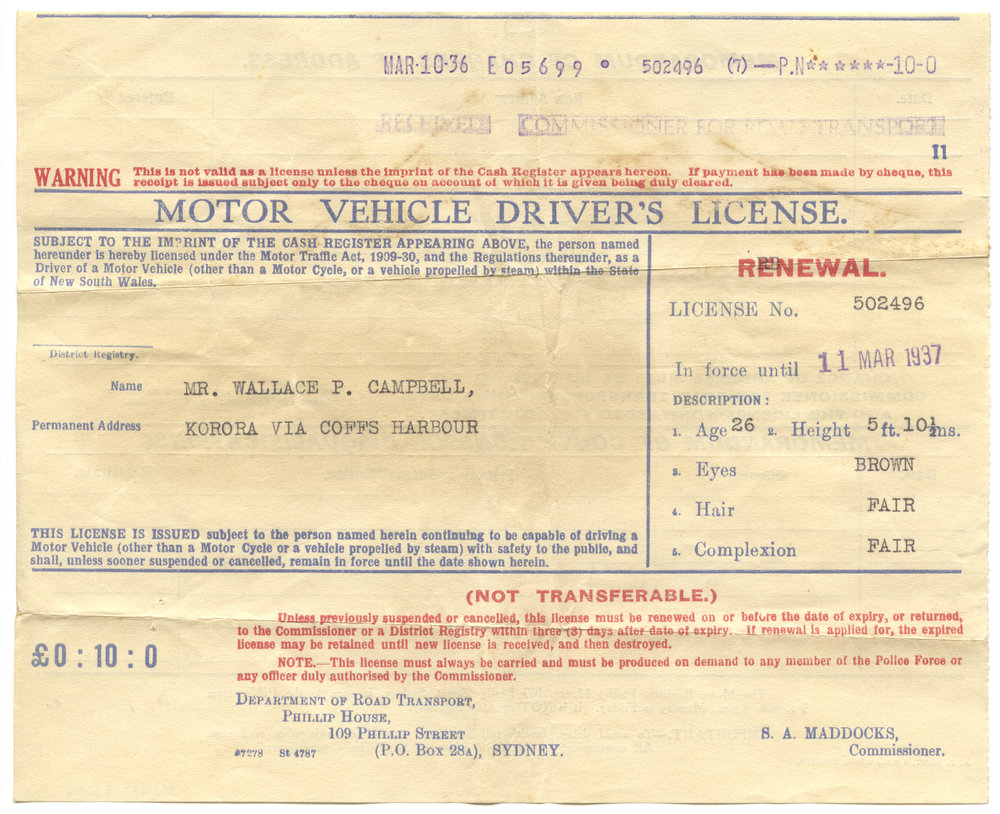 MAR·10·36 E05699 ° 502496 (7) —P.N*******-10-0
RECEIVED COMMISSIONER FOR ROAD TRANSPORT
11
WARNING This is not valid as a license unless the imprint of the Cash Register appears hereon. If payment has been made by cheque, this
receipt is issued subject only to the cheque on account of which it is given being duly cleared.
MOTOR VEHICLE DRIVER'S LICENSE.
SUBJECT TO THE IMPRINT OF THE CASH REGISTER APPEARING ABOVE, the person named
hereunder is hereby licensed under the Motor Traffic Act, 1909-30, and the Regulations thereunder, as a
Driver of a Motor Vehicle (other than a Motor Cycle, or a vehicle propelled by steam) within the State
of New South Wales.
District Registry.
Name MR. WALLACE P. CAMPBELL,
Permanent Address KORORA VIA COFFS HARBOUR
THIS LICENSE IS ISSUED subject to the person named herein continuing to be capable of driving a
Motor Vehicle (other than a Motor Cycle or a vehicle propelled by steam) with safety to the public, and
shall, unless sooner suspended or cancelled, remain in force until the date shown herein.
RENEWAL.
LICENSE No. 502496
In force until 11 MAR 1937
DESCRIPTION:
1. Age 26 2. Height 5 ft. 10½ ins.
3. Eyes BROWN
4. Hair FAIR
5. Complexion FAIR
(NOT TRANSFERABLE.)
Unless previously suspended or cancelled, this license must be renewed on or before the date of expiry, or returned,
to the Commissioner or a District Registry within three (3) days after date of expiry. If renewal is applied for, the expired
license may be retained until new license is received, and then destroyed.
NOTE.—This license must always be carried and must be produced on demand to any member of the Police Force or
any officer duly authorised by the Commissioner.
£0:10:0
DEPARTMENT OF ROAD TRANSPORT,
PHILLIP HOUSE,
109 PHILLIP STREET
(P.O. BOX 28A), SYDNEY.
87278 St 4787
S. A. MADDOCKS,
Commissioner.